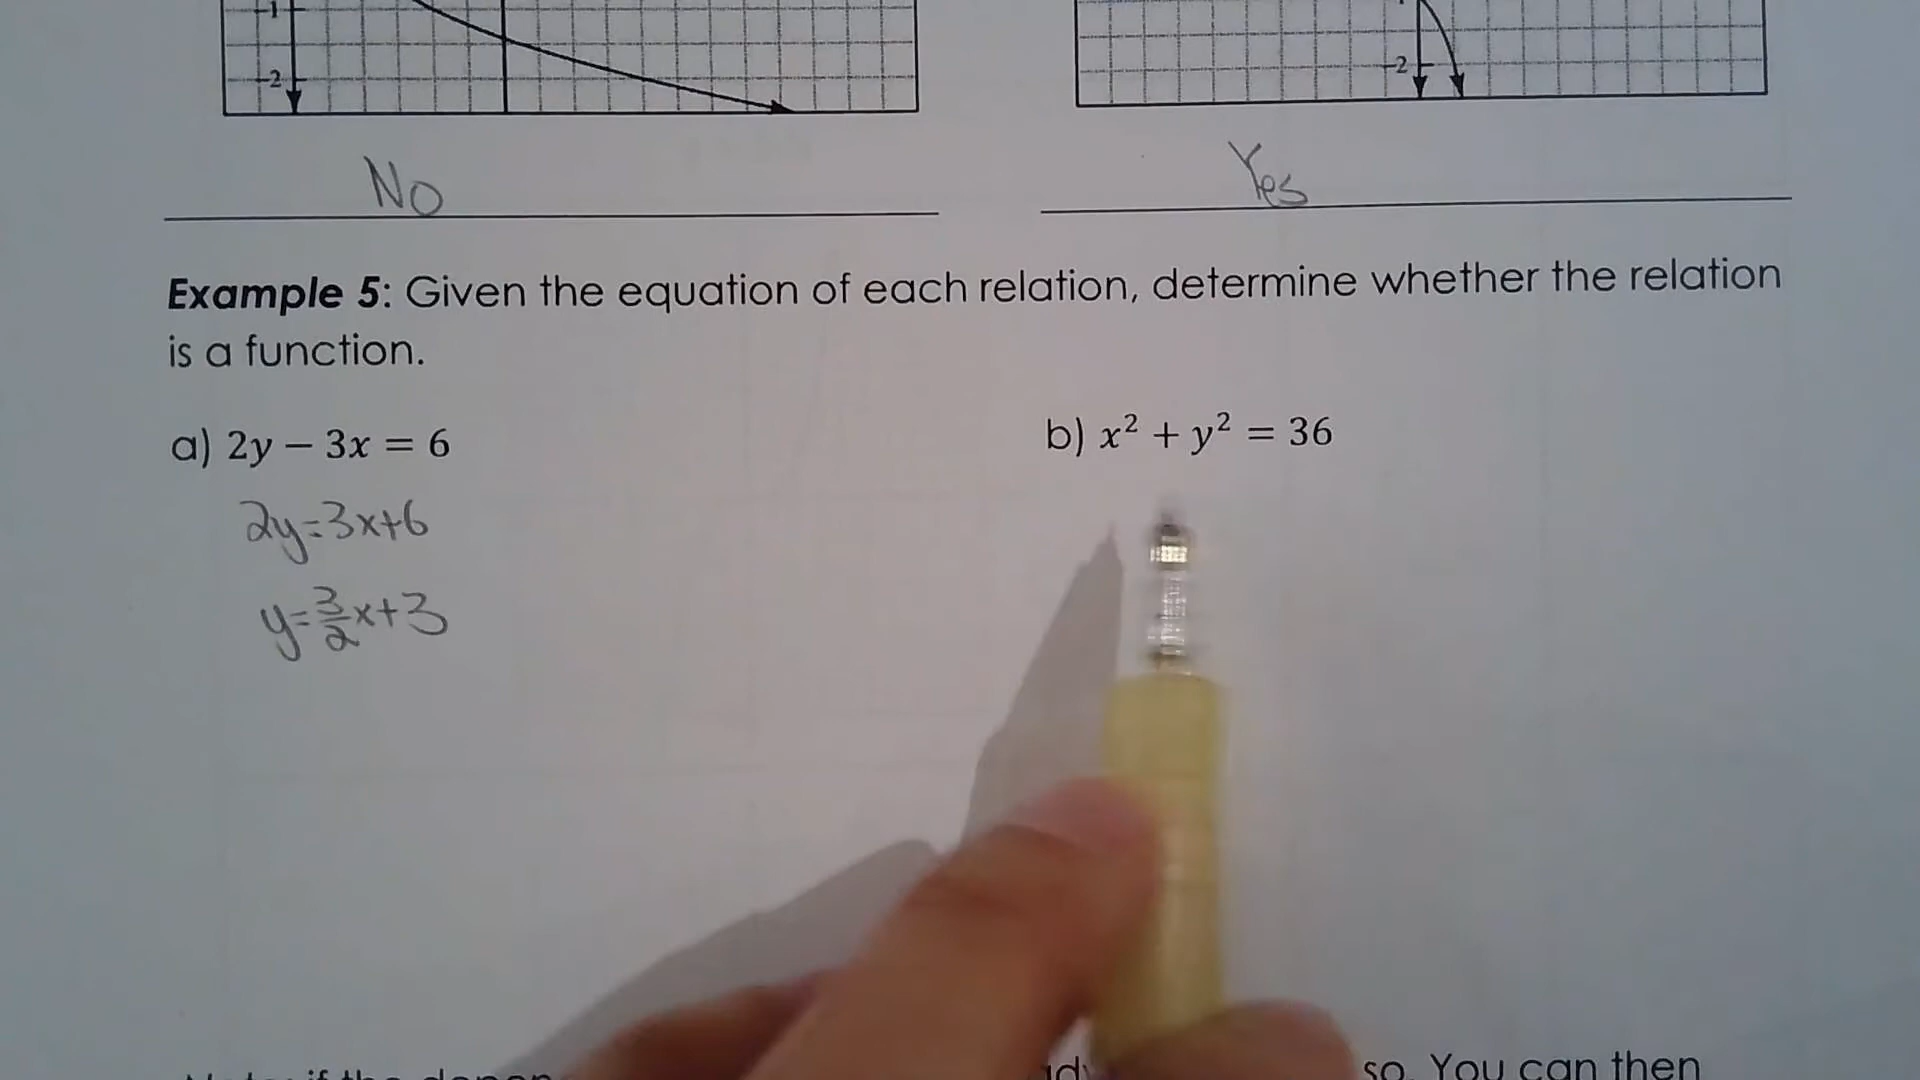 -1
-2
-2
No
Yes
Example 5: Given the equation of each relation, determine whether the relation
is a function.
a) 2y − 3x = 6
b) x² + y² = 36
2y=3x+6
y=3/2x+3
so. You can then